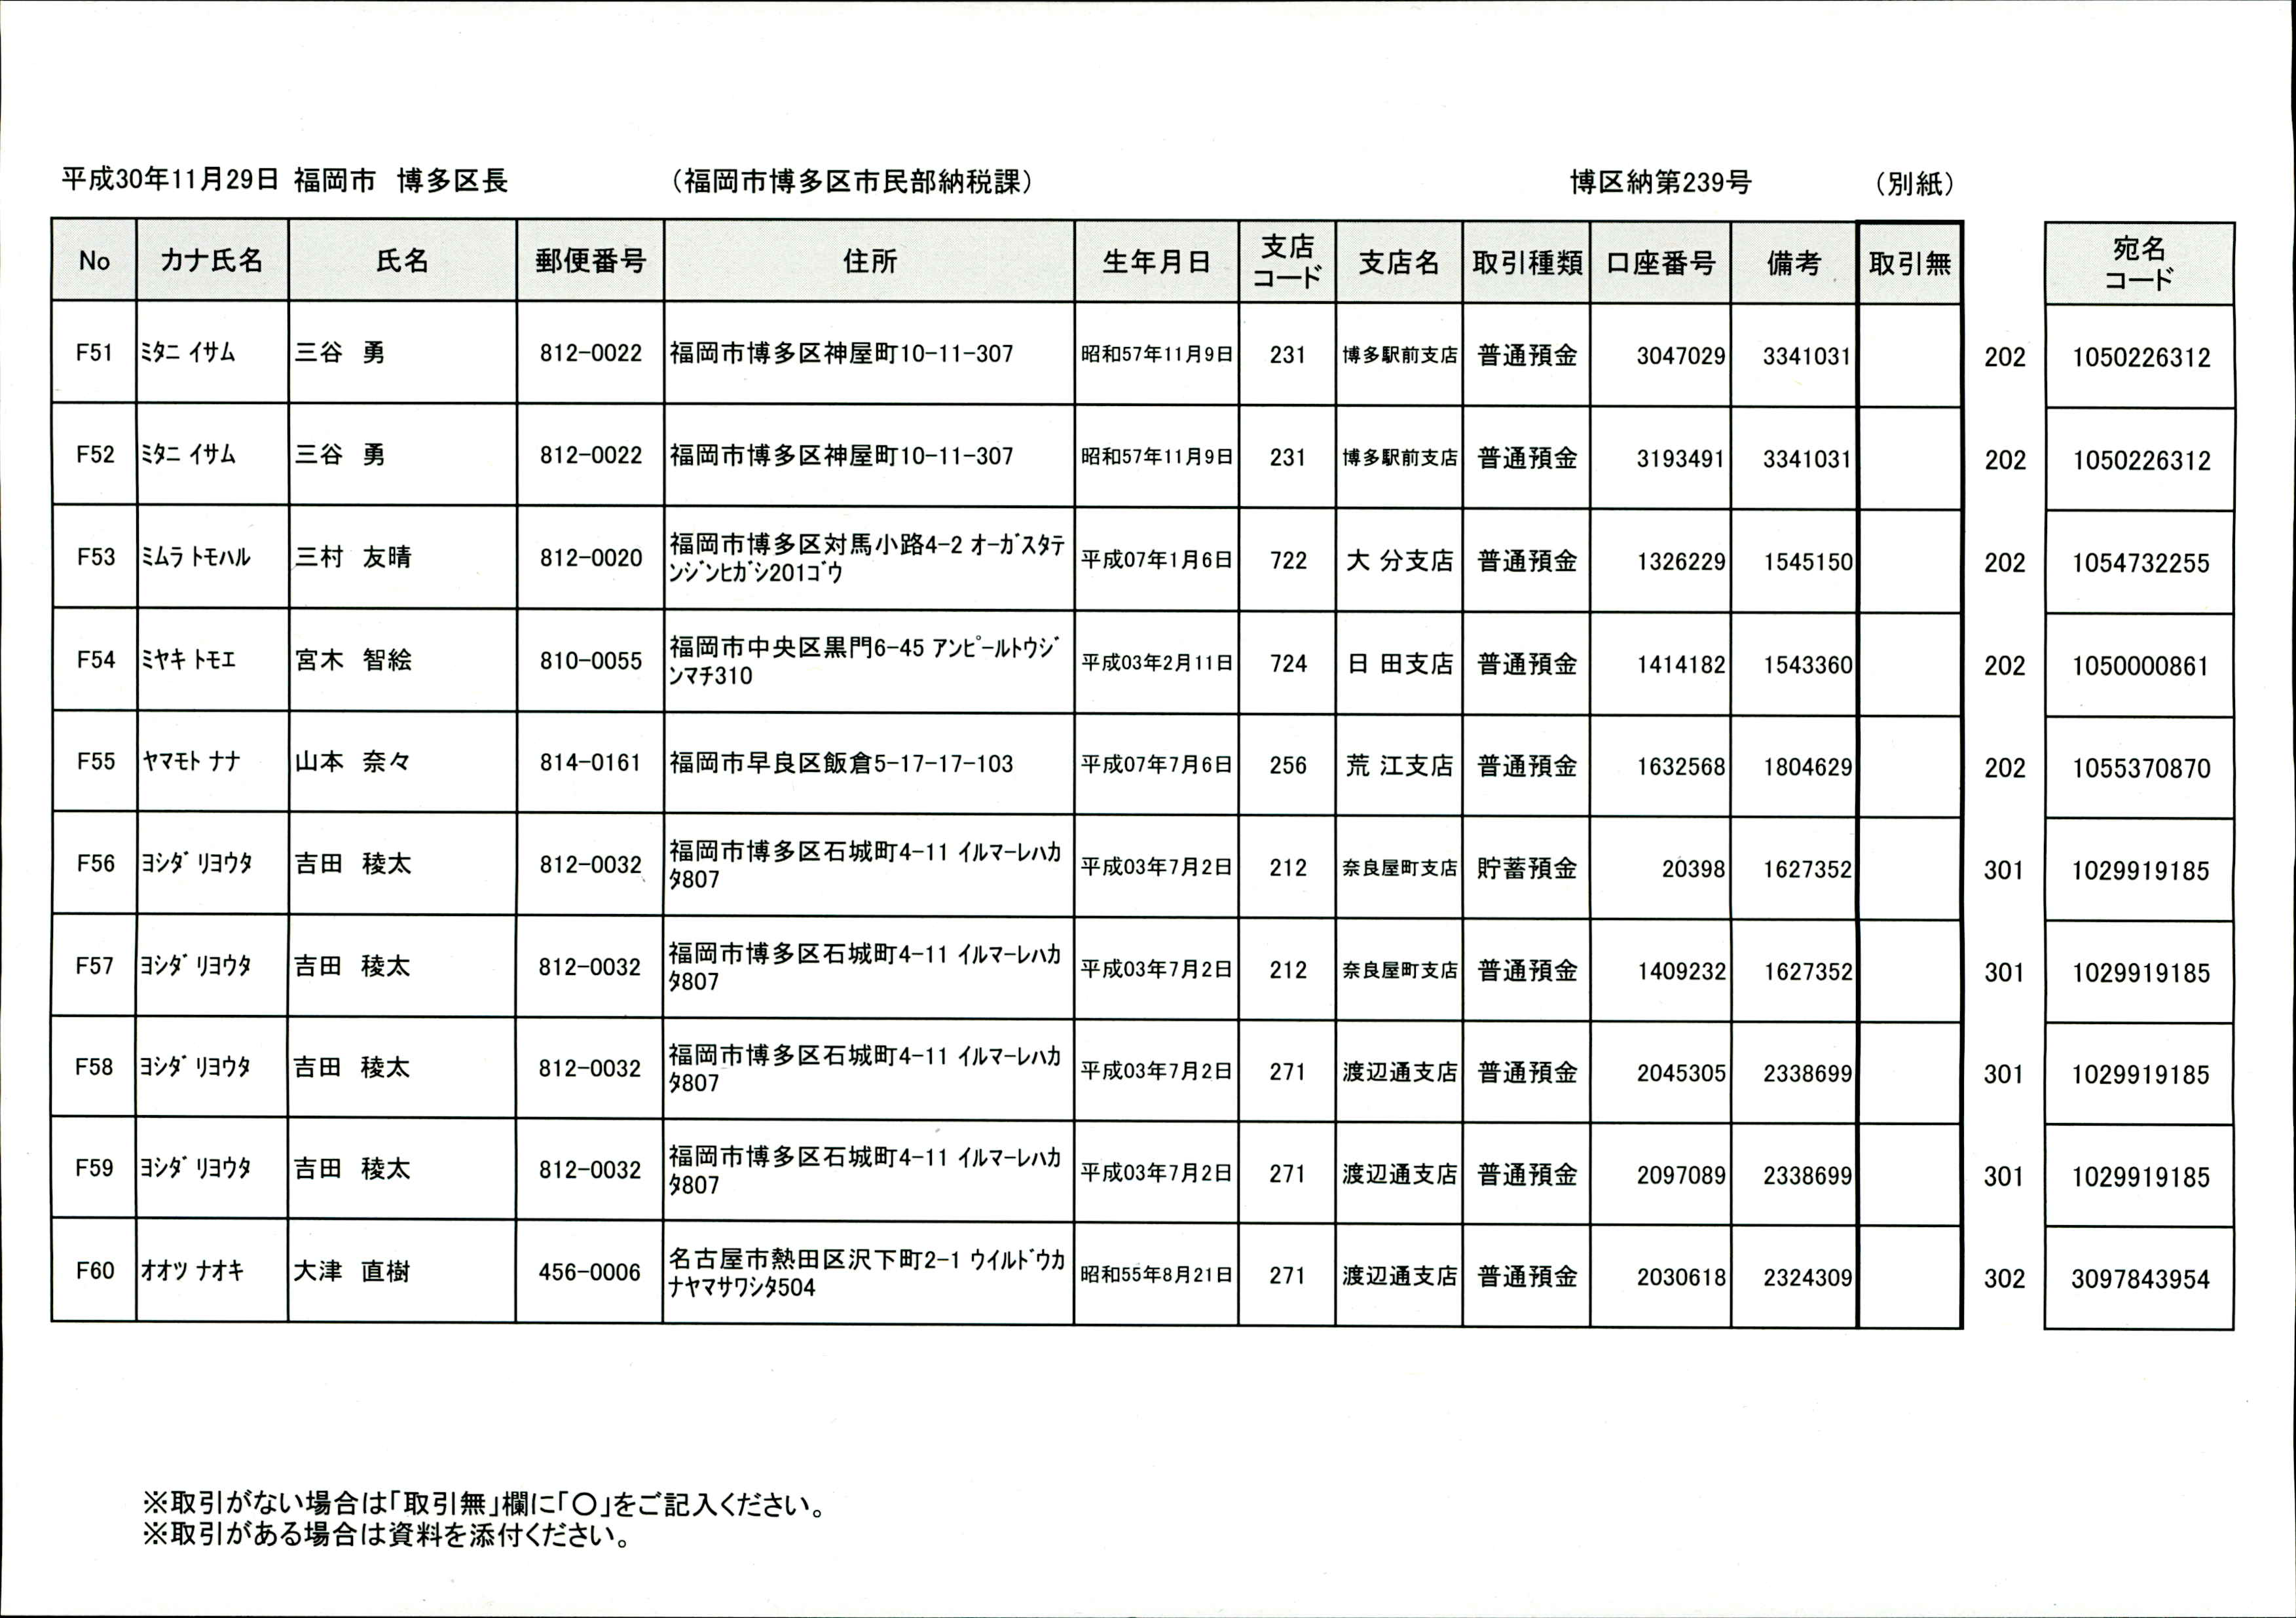 平成30年11月29日 福岡市　博多区長　（福岡市博多区市民部納税課）　博区納第239号　（別紙）
No カナ氏名 氏名 郵便番号 住所 生年月日 支店コード 支店名 取引種類 口座番号 備考 取引無 宛名コード
F51 ﾐﾀﾆ ｲｻﾑ 三谷　勇 812-0022 福岡市博多区神屋町10-11-307 昭和57年11月9日 231 博多駅前支店 普通預金 3047029 3341031 202 1050226312
F52 ﾐﾀﾆ ｲｻﾑ 三谷　勇 812-0022 福岡市博多区神屋町10-11-307 昭和57年11月9日 231 博多駅前支店 普通預金 3193491 3341031 202 1050226312
F53 ﾐﾑﾗ ﾄﾓﾊﾙ 三村　友晴 812-0020 福岡市博多区対馬小路4-2 ｵｰｶﾞｽﾀﾃﾝｼﾞﾝﾋｶﾞｼ201ｺﾞｳ 平成07年1月6日 722 大 分支店 普通預金 1326229 1545150 202 1054732255
F54 ﾐﾔｷ ﾄﾓｴ 宮木　智絵 810-0055 福岡市中央区黒門6-45 ｱﾝﾋﾟｰﾙﾄｳｼﾞﾝﾏﾁ310 平成03年2月11日 724 日 田支店 普通預金 1414182 1543360 202 1050000861
F55 ﾔﾏﾓﾄ ﾅﾅ 山本　奈々 814-0161 福岡市早良区飯倉5-17-17-103 平成07年7月6日 256 荒 江支店 普通預金 1632568 1804629 202 1055370870
F56 ﾖｼﾀﾞ ﾘﾖｳﾀ 吉田　稜太 812-0032 福岡市博多区石城町4-11 ｲﾙﾏｰﾚﾊｶﾀ807 平成03年7月2日 212 奈良屋町支店 貯蓄預金 20398 1627352 301 1029919185
F57 ﾖｼﾀﾞ ﾘﾖｳﾀ 吉田　稜太 812-0032 福岡市博多区石城町4-11 ｲﾙﾏｰﾚﾊｶﾀ807 平成03年7月2日 212 奈良屋町支店 普通預金 1409232 1627352 301 1029919185
F58 ﾖｼﾀﾞ ﾘﾖｳﾀ 吉田　稜太 812-0032 福岡市博多区石城町4-11 ｲﾙﾏｰﾚﾊｶﾀ807 平成03年7月2日 271 渡辺通支店 普通預金 2045305 2338699 301 1029919185
F59 ﾖｼﾀﾞ ﾘﾖｳﾀ 吉田　稜太 812-0032 福岡市博多区石城町4-11 ｲﾙﾏｰﾚﾊｶﾀ807 平成03年7月2日 271 渡辺通支店 普通預金 2097089 2338699 301 1029919185
F60 ｵｵﾂ ﾅｵｷ 大津　直樹 456-0006 名古屋市熱田区沢下町2-1 ｳｲﾙﾄﾞｳｶﾅﾔﾏｻﾜｼﾀ504 昭和55年8月21日 271 渡辺通支店 普通預金 2030618 2324309 302 3097843954
※取引がない場合は「取引無」欄に「〇」をご記入ください。
※取引がある場合は資料を添付ください。